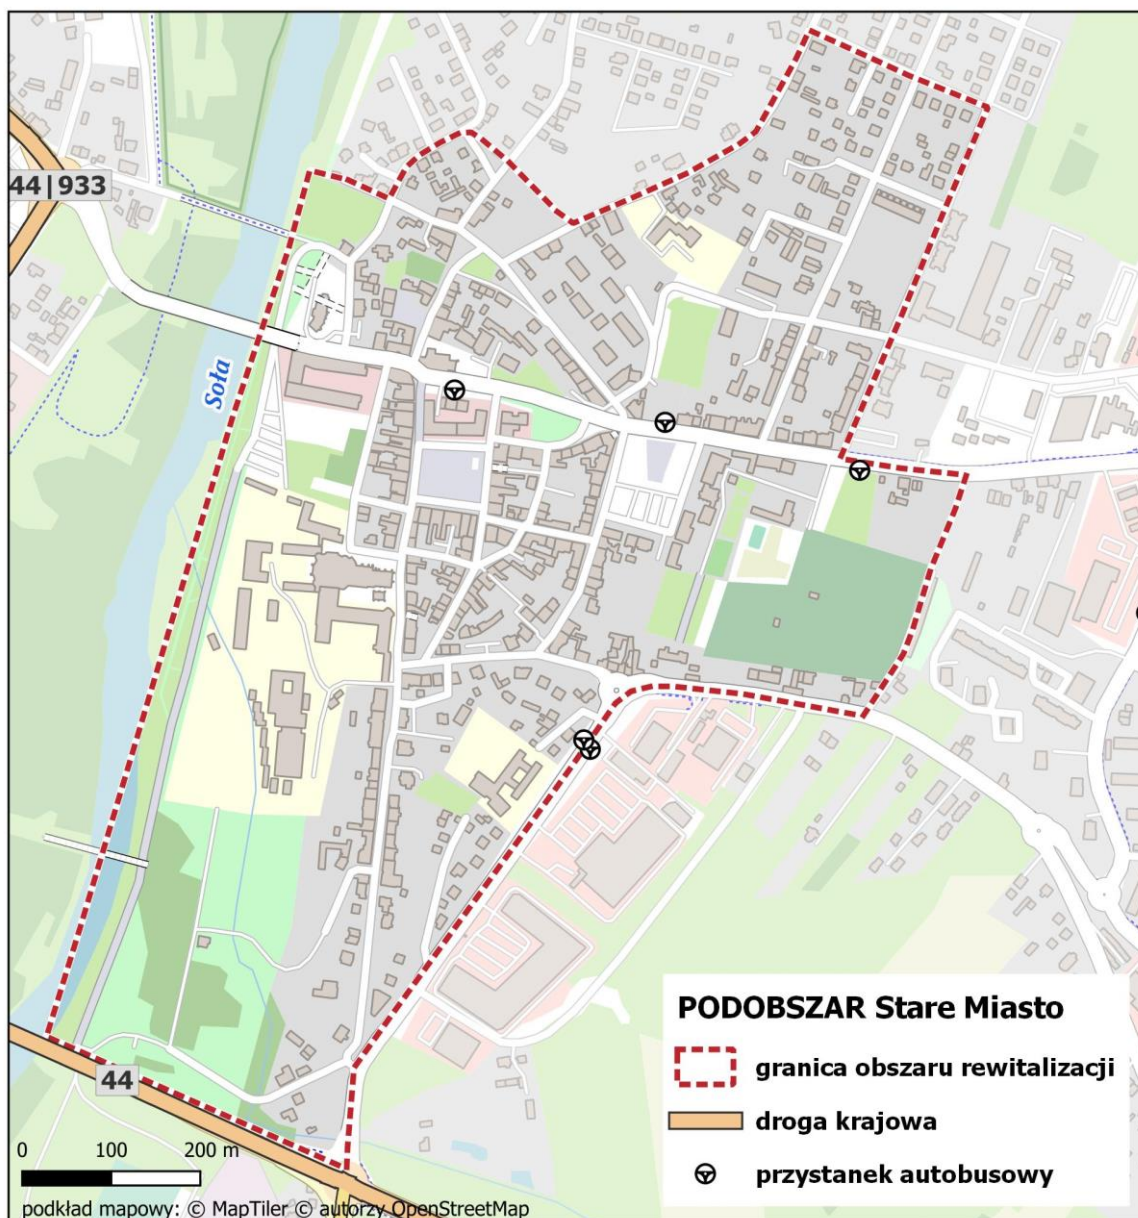 44|933
Soła
44
PODOBSZAR Stare Miasto
granica obszaru rewitalizacji
droga krajowa
przystanek autobusowy
0 100 200 m
podkład mapowy: © MapTiler © autorzy OpenStreetMap